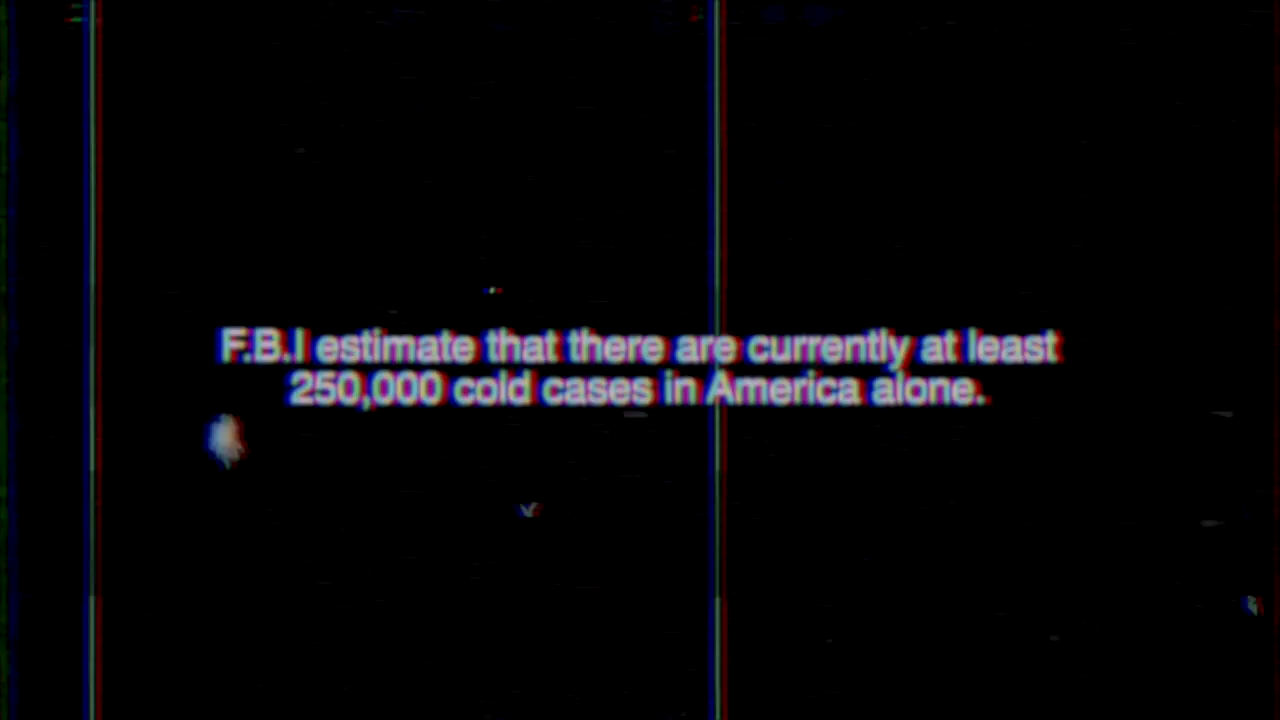 F.B.I estimate that there are currently at least
250,000 cold cases in America alone.